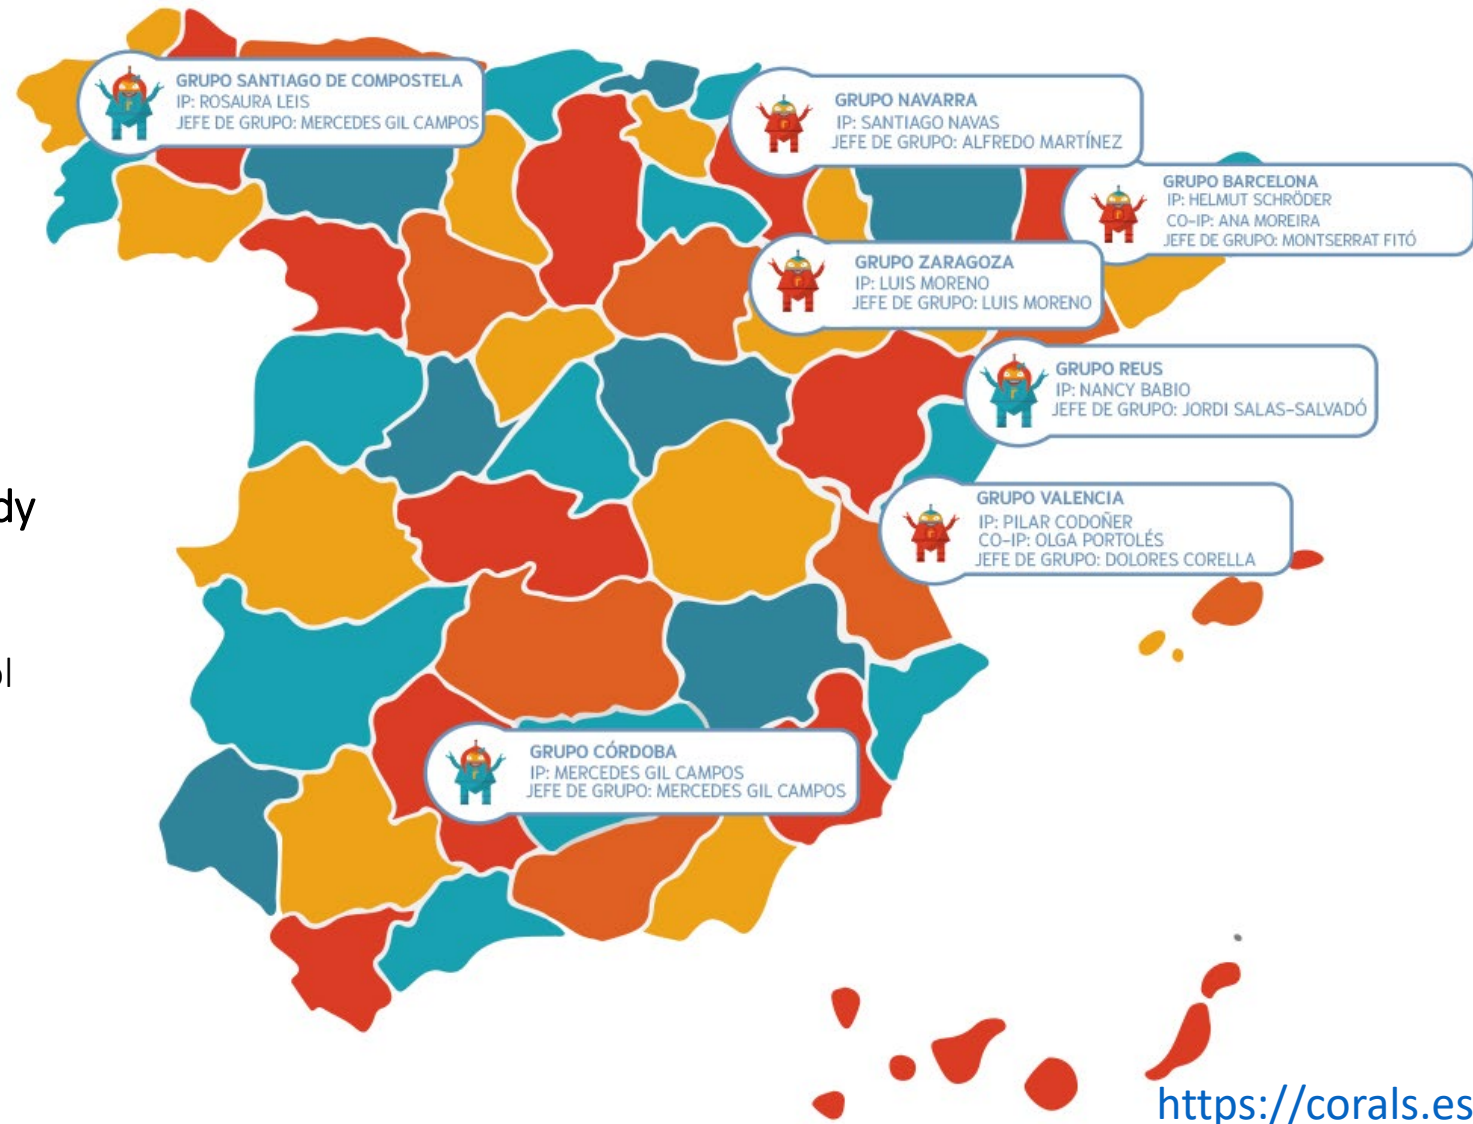 GRUPO SANTIAGO DE COMPOSTELA
IP: ROSAURA LEIS
JEFE DE GRUPO: MERCEDES GIL CAMPOS
GRUPO NAVARRA
IP: SANTIAGO NAVAS
JEFE DE GRUPO: ALFREDO MARTÍNEZ
GRUPO BARCELONA
IP: HELMUT SCHRÖDER
CO-IP: ANA MOREIRA
JEFE DE GRUPO: MONTSERRAT FITÓ
GRUPO ZARAGOZA
IP: LUIS MORENO
JEFE DE GRUPO: LUIS MORENO
GRUPO REUS
IP: NANCY BABIO
JEFE DE GRUPO: JORDI SALAS-SALVADÓ
GRUPO VALENCIA
IP: PILAR CODOÑER
CO-IP: OLGA PORTOLÉS
JEFE DE GRUPO: DOLORES CORELLA
GRUPO CÓRDOBA
IP: MERCEDES GIL CAMPOS
JEFE DE GRUPO: MERCEDES GIL CAMPOS
https://corals.es